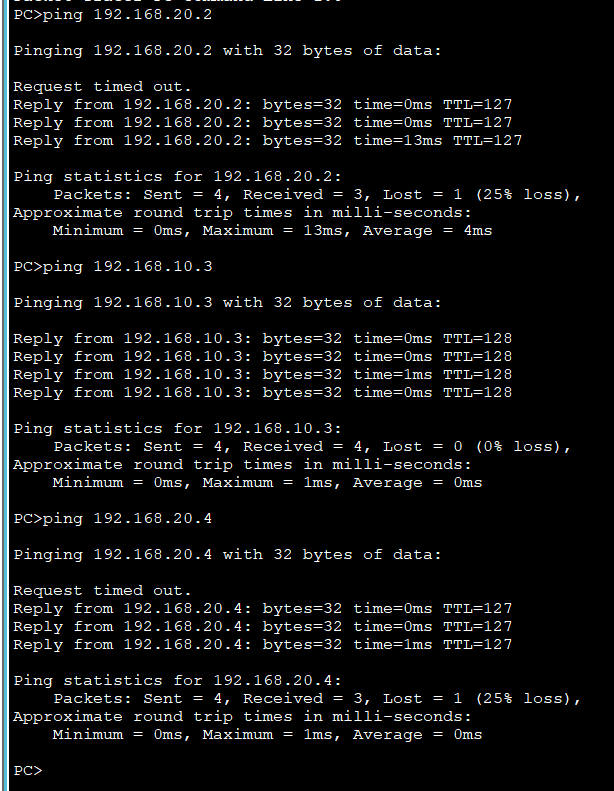 PC>ping 192.168.20.2
Pinging 192.168.20.2 with 32 bytes of data:
Request timed out.
Reply from 192.168.20.2: bytes=32 time=0ms TTL=127
Reply from 192.168.20.2: bytes=32 time=0ms TTL=127
Reply from 192.168.20.2: bytes=32 time=13ms TTL=127
Ping statistics for 192.168.20.2:
Packets: Sent = 4, Received = 3, Lost = 1 (25% loss),
Approximate round trip times in milli-seconds:
Minimum = 0ms, Maximum = 13ms, Average = 4ms
PC>ping 192.168.10.3
Pinging 192.168.10.3 with 32 bytes of data:
Reply from 192.168.10.3: bytes=32 time=0ms TTL=128
Reply from 192.168.10.3: bytes=32 time=0ms TTL=128
Reply from 192.168.10.3: bytes=32 time=1ms TTL=128
Reply from 192.168.10.3: bytes=32 time=0ms TTL=128
Ping statistics for 192.168.10.3:
Packets: Sent = 4, Received = 4, Lost = 0 (0% loss),
Approximate round trip times in milli-seconds:
Minimum = 0ms, Maximum = 1ms, Average = 0ms
PC>ping 192.168.20.4
Pinging 192.168.20.4 with 32 bytes of data:
Request timed out.
Reply from 192.168.20.4: bytes=32 time=0ms TTL=127
Reply from 192.168.20.4: bytes=32 time=0ms TTL=127
Reply from 192.168.20.4: bytes=32 time=1ms TTL=127
Ping statistics for 192.168.20.4:
Packets: Sent = 4, Received = 3, Lost = 1 (25% loss),
Approximate round trip times in milli-seconds:
Minimum = 0ms, Maximum = 1ms, Average = 0ms
PC>